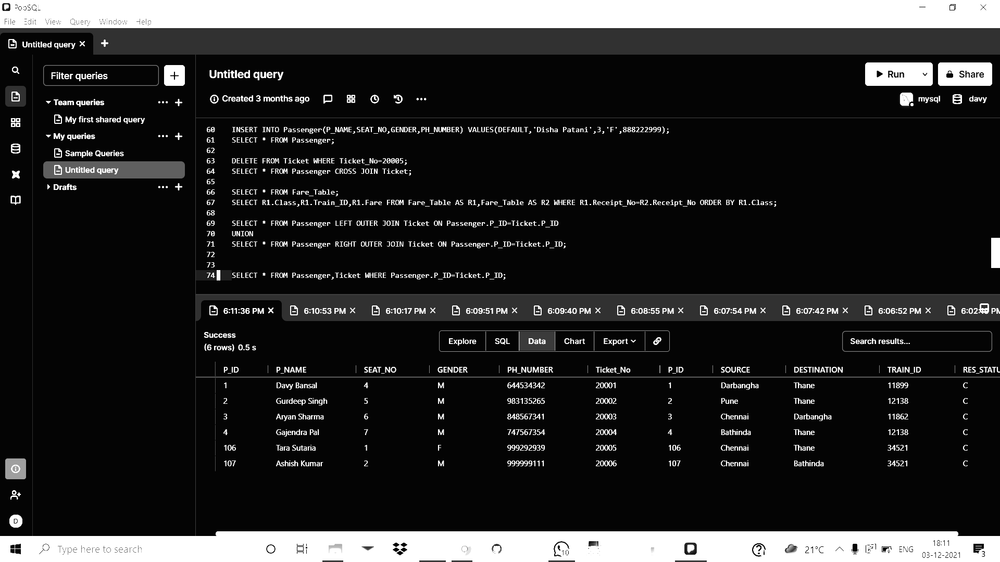 PopSQL
File Edit View Query Window Help
Untitled query
Filter queries
Team queries
My first shared query
My queries
Sample Queries
Untitled query
Drafts
D
Untitled query
Run
Share
Created 3 months ago
mysql davy
60 INSERT INTO Passenger(P_NAME,SEAT_NO,GENDER,PH_NUMBER) VALUES(DEFAULT,'Disha Patani',3,'F',888222999);
61 SELECT * FROM Passenger;
62
63 DELETE FROM Ticket WHERE Ticket_No=20005;
64 SELECT * FROM Passenger CROSS JOIN Ticket;
65
66 SELECT * FROM Fare_Table;
67 SELECT R1.Class,R1.Train_ID,R1.Fare FROM Fare_Table AS R1,Fare_Table AS R2 WHERE R1.Receipt_No=R2.Receipt_No ORDER BY R1.Class;
68
69 SELECT * FROM Passenger LEFT OUTER JOIN Ticket ON Passenger.P_ID=Ticket.P_ID
70 UNION
71 SELECT * FROM Passenger RIGHT OUTER JOIN Ticket ON Passenger.P_ID=Ticket.P_ID;
72
73
74 SELECT * FROM Passenger,Ticket WHERE Passenger.P_ID=Ticket.P_ID;
6:11:36 PM 6:10:53 PM 6:10:17 PM 6:09:51 PM 6:09:40 PM 6:08:55 PM 6:07:54 PM 6:07:42 PM 6:06:52 PM
Success
(6 rows) 0.5 s
Explore SQL Data Chart Export
Search results...
P_ID P_NAME SEAT_NO GENDER PH_NUMBER Ticket_No P_ID SOURCE DESTINATION TRAIN_ID RES_STATU
1 Davy Bansal 4 M 644534342 20001 1 Darbangha Thane 11899 C
2 Gurdeep Singh 5 M 983135265 20002 2 Pune Thane 12138 C
3 Aryan Sharma 6 M 848567341 20003 3 Chennai Darbangha 11862 C
4 Gajendra Pal 7 M 747567354 20004 4 Bathinda Thane 12138 C
106 Tara Sutaria 1 F 999292939 20005 106 Chennai Thane 34521 C
107 Ashish Kumar 2 M 999999111 20006 107 Chennai Bathinda 34521 C
Type here to search
10
21°C
ENG
18:11
03-12-2021
3